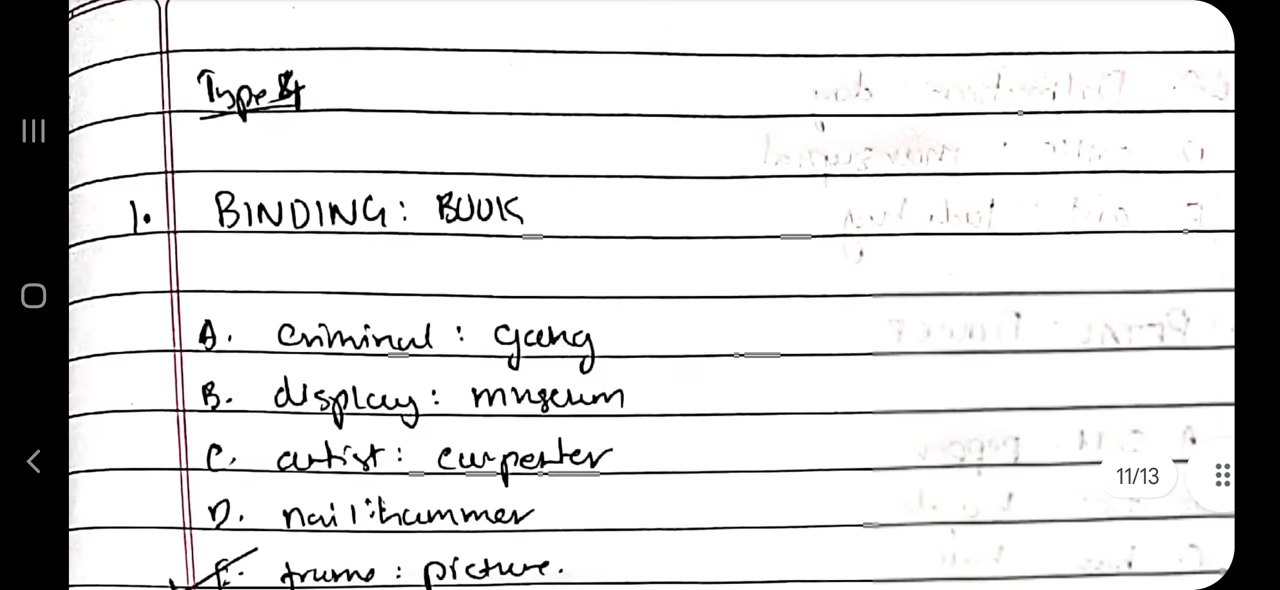 Type
1. BINDING: BOOK
A. criminal : gang
B. display : museum
C. artist : carpenter
D. nail : hammer
E. frame : picture.
11/13